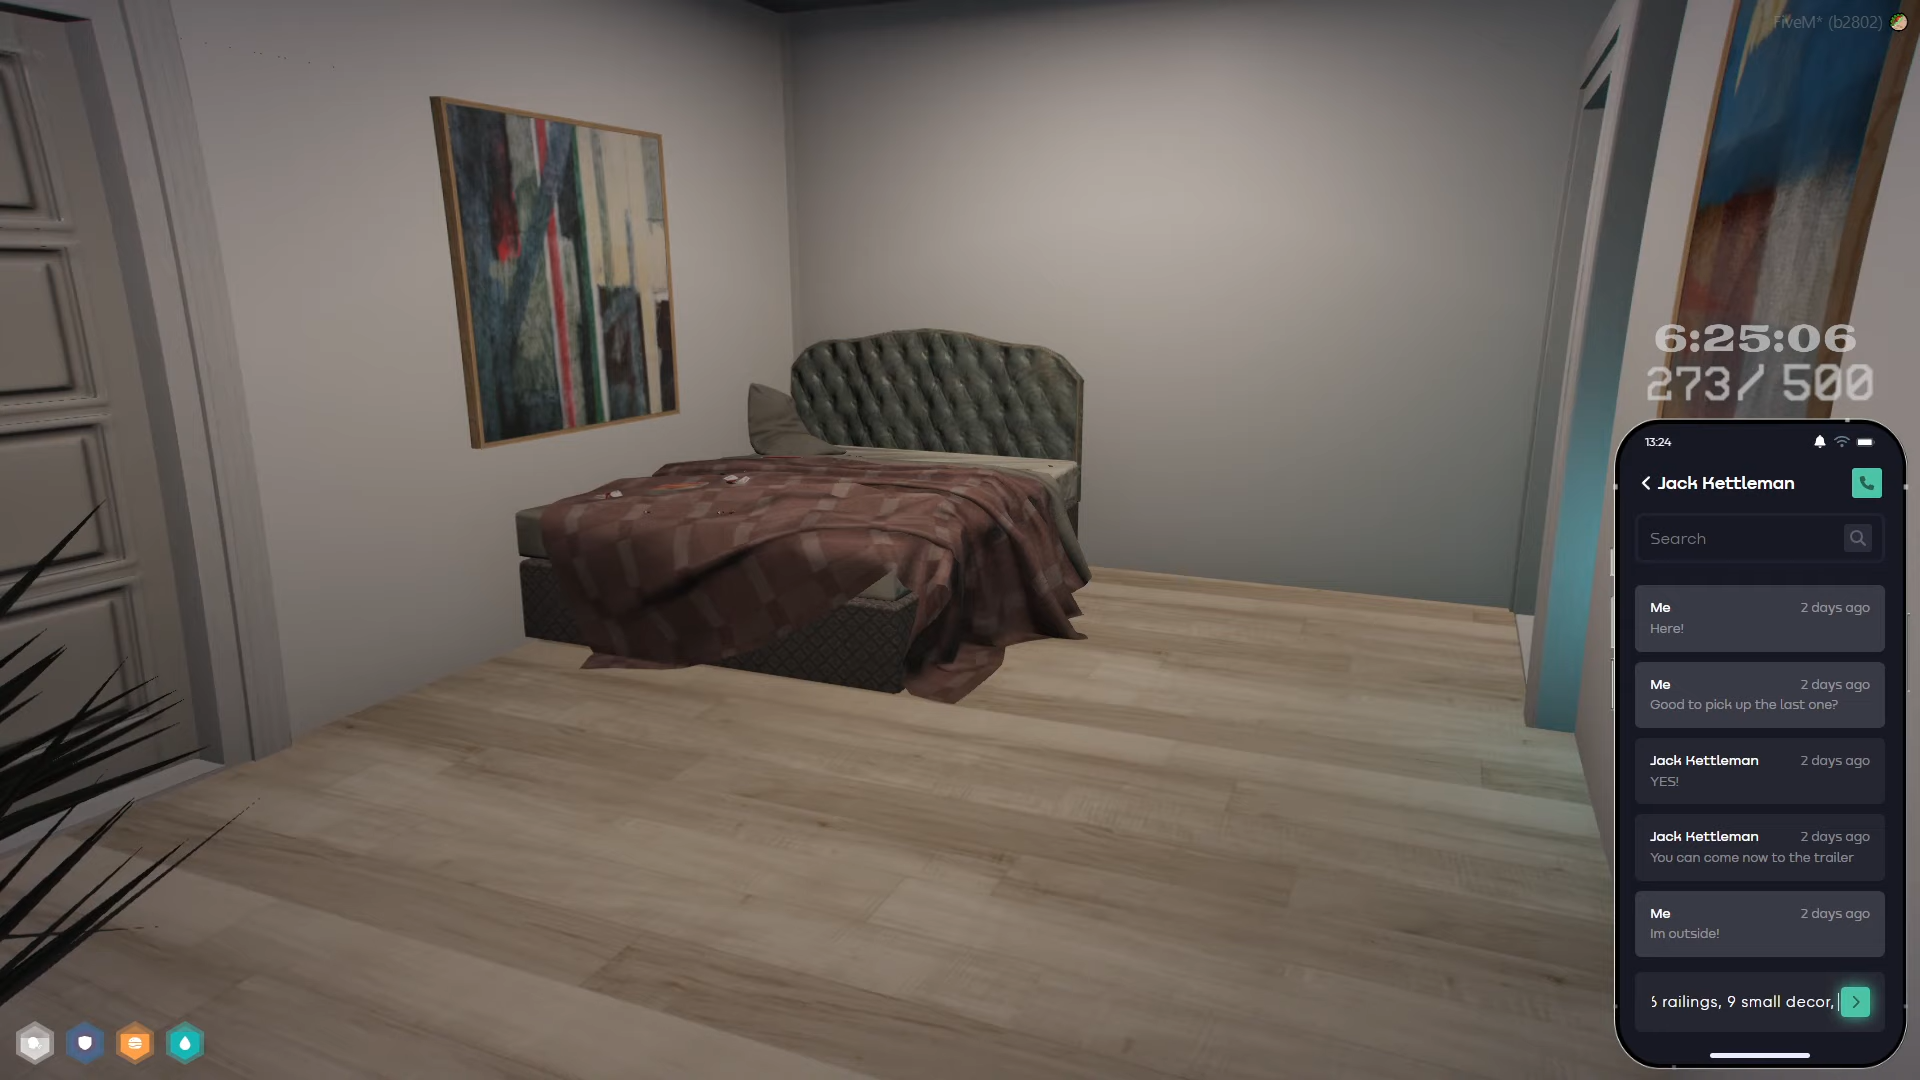 FiveM* (b2802)
6:25:06
273/ 500
13:24
Jack Kettleman
Search
Me 2 days ago
Here!
Me 2 days ago
Good to pick up the last one?
Jack Kettleman 2 days ago
YES!
Jack Kettleman 2 days ago
You can come now to the trailer
Me 2 days ago
Im outside!
railings, 9 small decor,